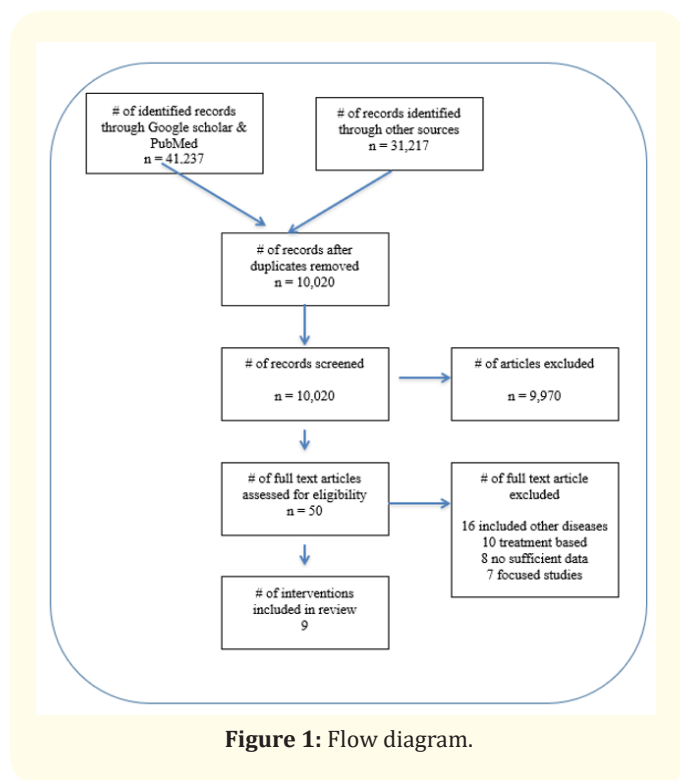 # of identified records
through Google scholar &
PubMed
n = 41,237
# of records identified
through other sources
n = 31,217
# of records after
duplicates removed
n = 10,020
# of records screened
n = 10,020
# of articles excluded
n = 9,970
# of full text articles
assessed for eligibility
n = 50
# of full text article
excluded
16 included other diseases
10 treatment based
8 no sufficient data
7 focused studies
# of interventions
included in review
9
Figure 1: Flow diagram.